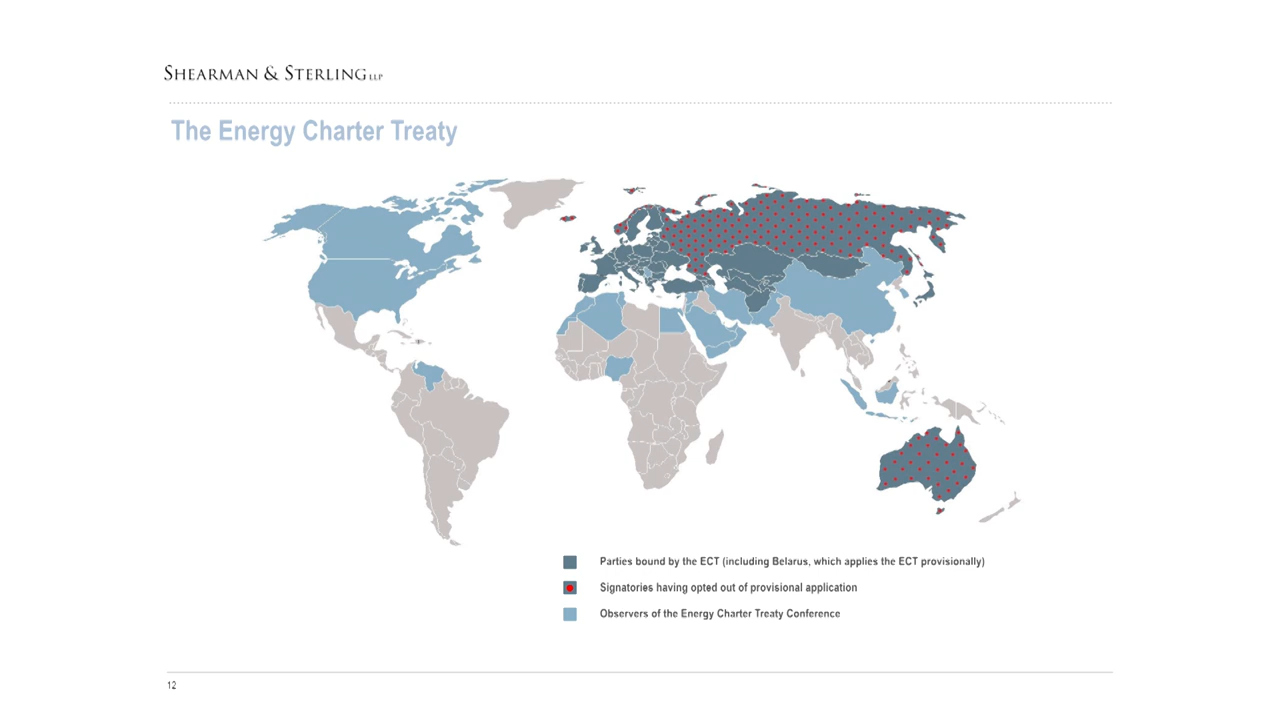 SHEARMAN & STERLING LLP
The Energy Charter Treaty
Parties bound by the ECT (including Belarus, which applies the ECT provisionally)
Signatories having opted out of provisional application
Observers of the Energy Charter Treaty Conference
12